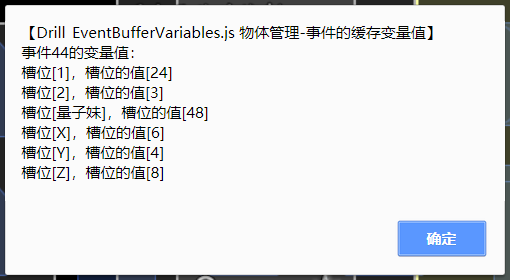 【Drill_EventBufferVariables.js 物体管理-事件的缓存变量值】
事件44的变量值：
槽位[1]，槽位的值[24]
槽位[2]，槽位的值[3]
槽位[量子妹]，槽位的值[48]
槽位[X]，槽位的值[6]
槽位[Y]，槽位的值[4]
槽位[Z]，槽位的值[8]
确定